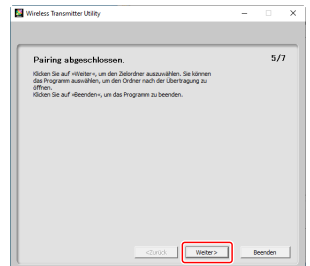 Wireless Transmitter Utility
Pairing abgeschlossen.
5/7
Klicken Sie auf »Weiter«, um den Zielordner auszuwählen. Sie können
das Programm auswählen, um den Ordner nach der Übertragung zu
öffnen.
Klicken Sie auf »Beenden«, um das Programm zu beenden.
<Zurück
Weiter>
Beenden